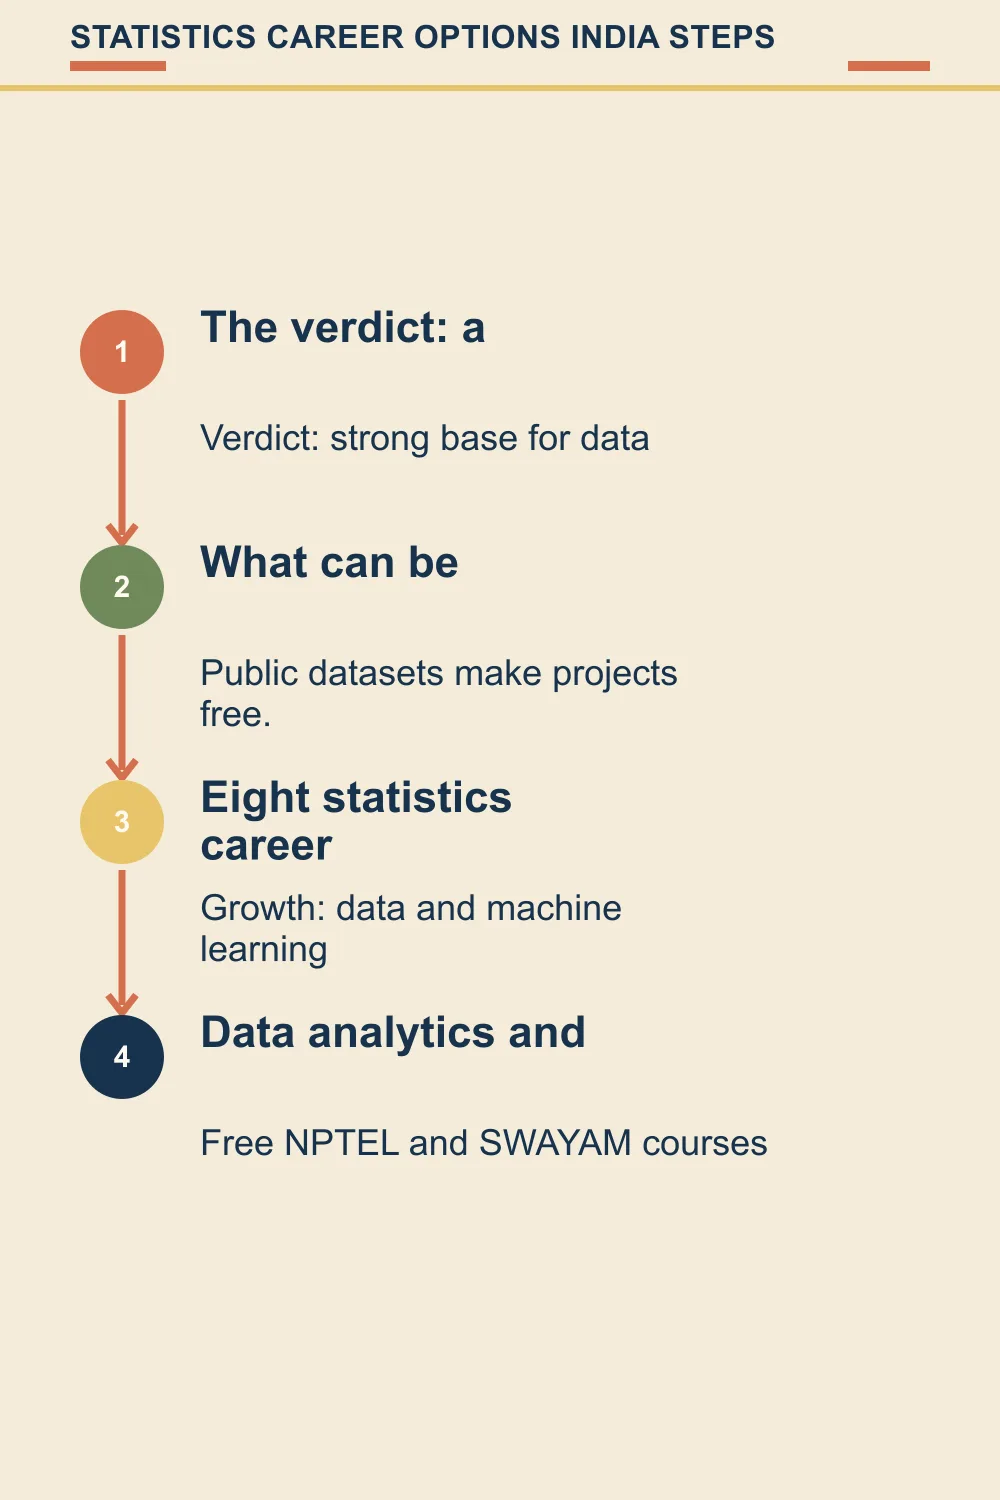 STATISTICS CAREER OPTIONS INDIA STEPS
1
The verdict: a
Verdict: strong base for data
2
What can be
Public datasets make projects
free.
3
Eight statistics
career
Growth: data and machine
learning
4
Data analytics and
Free NPTEL and SWAYAM courses